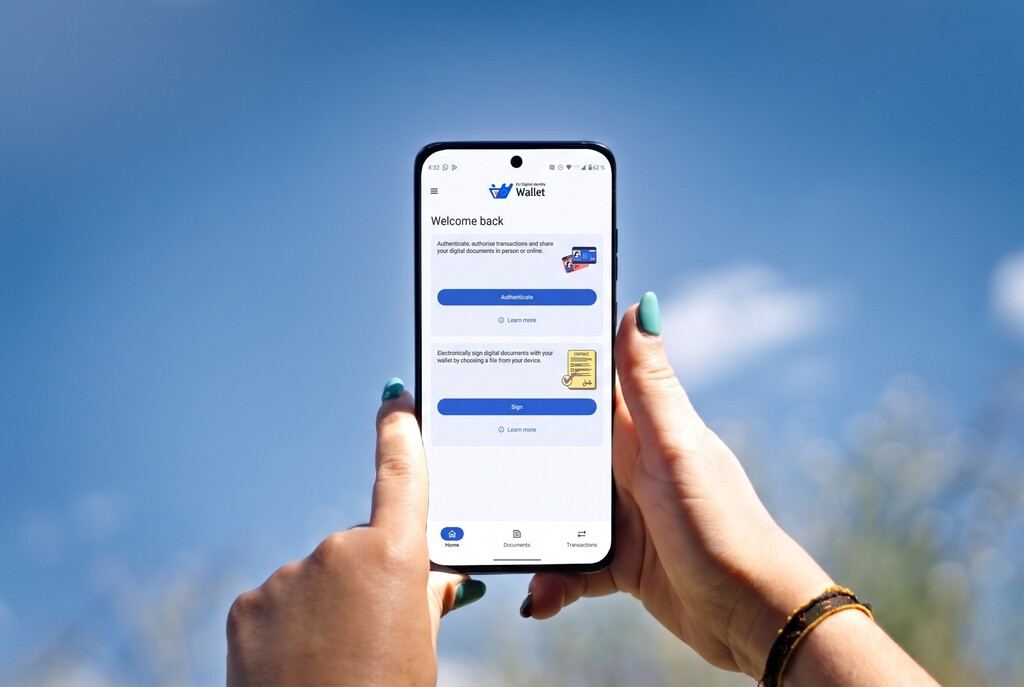 8:32
62 %
EU Digital Identity
Wallet
Welcome back
Authenticate, authorise transactions and share
your digital documents in person or online.
Authenticate
Learn more
Electronically sign digital documents with your
wallet by choosing a file from your device.
CONTRACT
Sign
Learn more
Home
Documents
Transactions